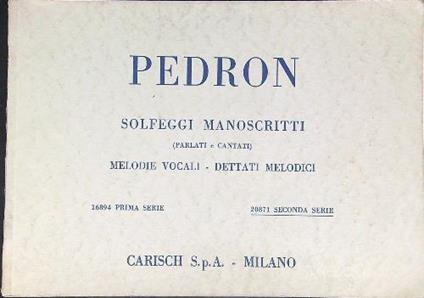 PEDRON
SOLFEGGI MANOSCRITTI
(PARLATI e CANTATI)
MELODIE VOCALI - DETTATI MELODICI
16894 PRIMA SERIE 20871 SECONDA SERIE
CARISCH S.p.A. - MILANO